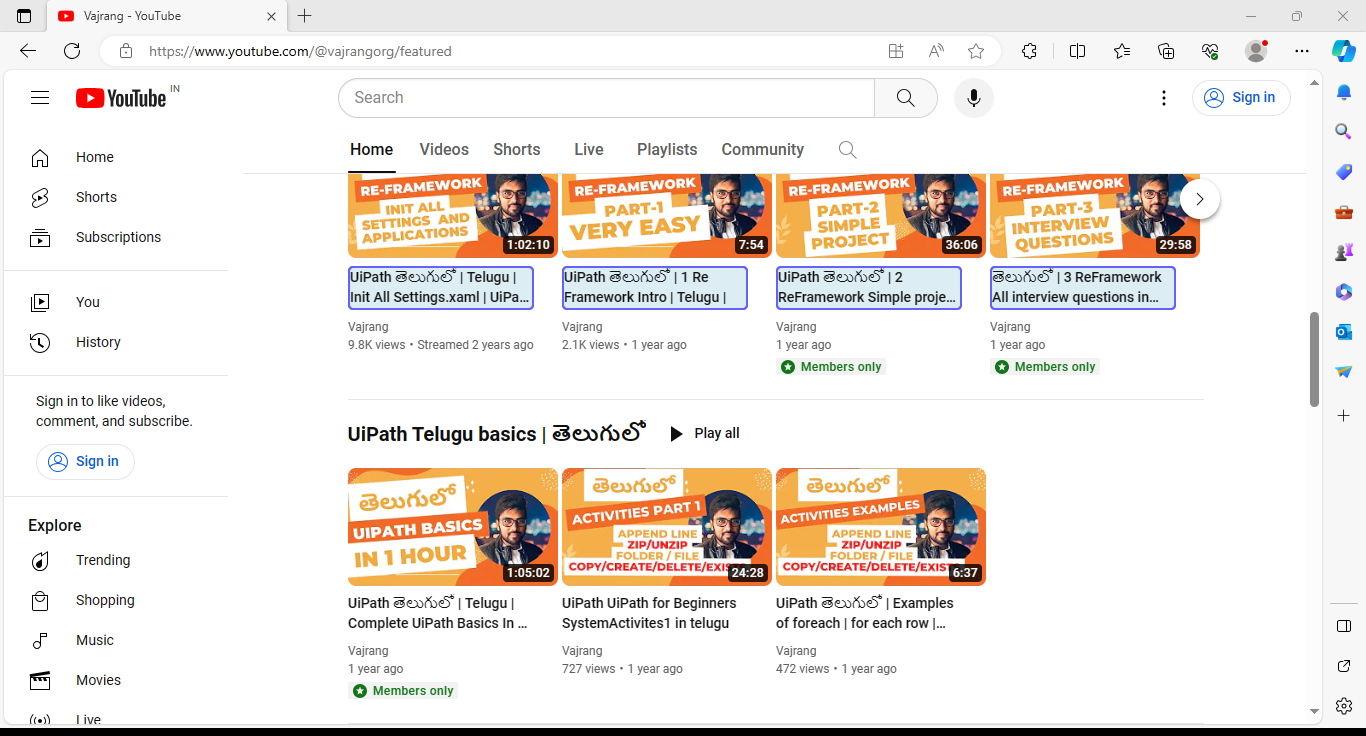 Vajrang - YouTube
https://www.youtube.com/@vajrangorg/featured
YouTube IN
Search
Sign in
Home
Shorts
Subscriptions
You
History
Sign in to like videos,
comment, and subscribe.
Sign in
Explore
Trending
Shopping
Music
Movies
Live
Home Videos Shorts Live Playlists Community
RE-FRAMEWORK
INIT ALL
SETTINGS AND
APPLICATIONS
1:02:10
UiPath తెలుగులో | Telugu |
Init All Settings.xaml | UiPa...
Vajrang
9.8K views • Streamed 2 years ago
RE-FRAMEWORK
PART-1
VERY EASY
7:54
UiPath తెలుగులో | 1 Re
Framework Intro | Telugu |
Vajrang
2.1K views • 1 year ago
RE-FRAMEWORK
PART-2
SIMPLE
PROJECT
36:06
UiPath తెలుగులో | 2
ReFramework Simple proje...
Vajrang
1 year ago
Members only
RE-FRAMEWORK
PART-3
INTERVIEW
QUESTIONS
29:58
తెలుగులో | 3 ReFramework
All interview questions in...
Vajrang
1 year ago
Members only
UiPath Telugu basics | తెలుగులో
Play all
తెలుగులో
UIPATH BASICS
IN 1 HOUR
1:05:02
UiPath తెలుగులో | Telugu |
Complete UiPath Basics In ...
Vajrang
1 year ago
Members only
తెలుగులో
ACTIVITIES PART 1
APPEND LINE
ZIP/UNZIP
FOLDER / FILE
COPY/CREATE/DELETE/EXIS
24:28
UiPath UiPath for Beginners
SystemActivites1 in telugu
Vajrang
727 views • 1 year ago
తెలుగులో
ACTIVITIES EXAMPLES
APPEND LINE
ZIP/UNZIP
FOLDER / FILE
COPY/CREATE/DELETE/EXIST
6:37
UiPath తెలుగులో | Examples
of foreach | for each row |...
Vajrang
472 views • 1 year ago